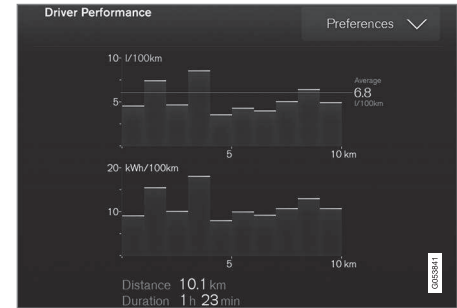 Driver Performance
Preferences
10 l/100km
Average
6.8
l/100km
5
5 10 km
20 kWh/100km
10
5 10 km
Distance 10.1 km
Duration 1 h 23 min
G053841